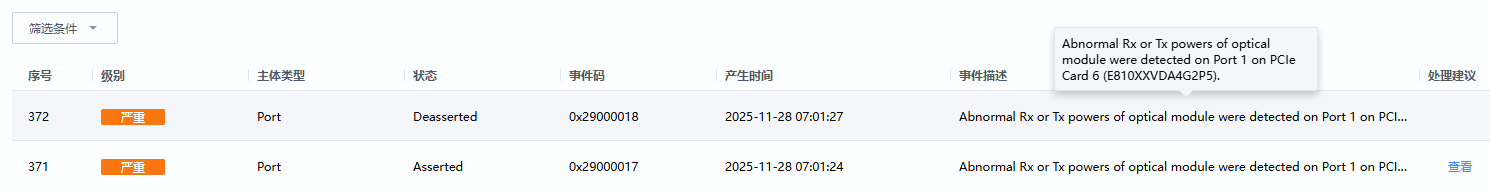 筛选条件
Abnormal Rx or Tx powers of optical
module were detected on Port 1 on PCIe
Card 6 (E810XXVDA4G2P5).
序号 级别 主体类型 状态 事件码 产生时间 事件描述 处理建议
372 严重 Port Deasserted 0x29000018 2025-11-28 07:01:27 Abnormal Rx or Tx powers of optical module were detected on Port 1 on PCI...
371 严重 Port Asserted 0x29000017 2025-11-28 07:01:24 Abnormal Rx or Tx powers of optical module were detected on Port 1 on PCI... 查看